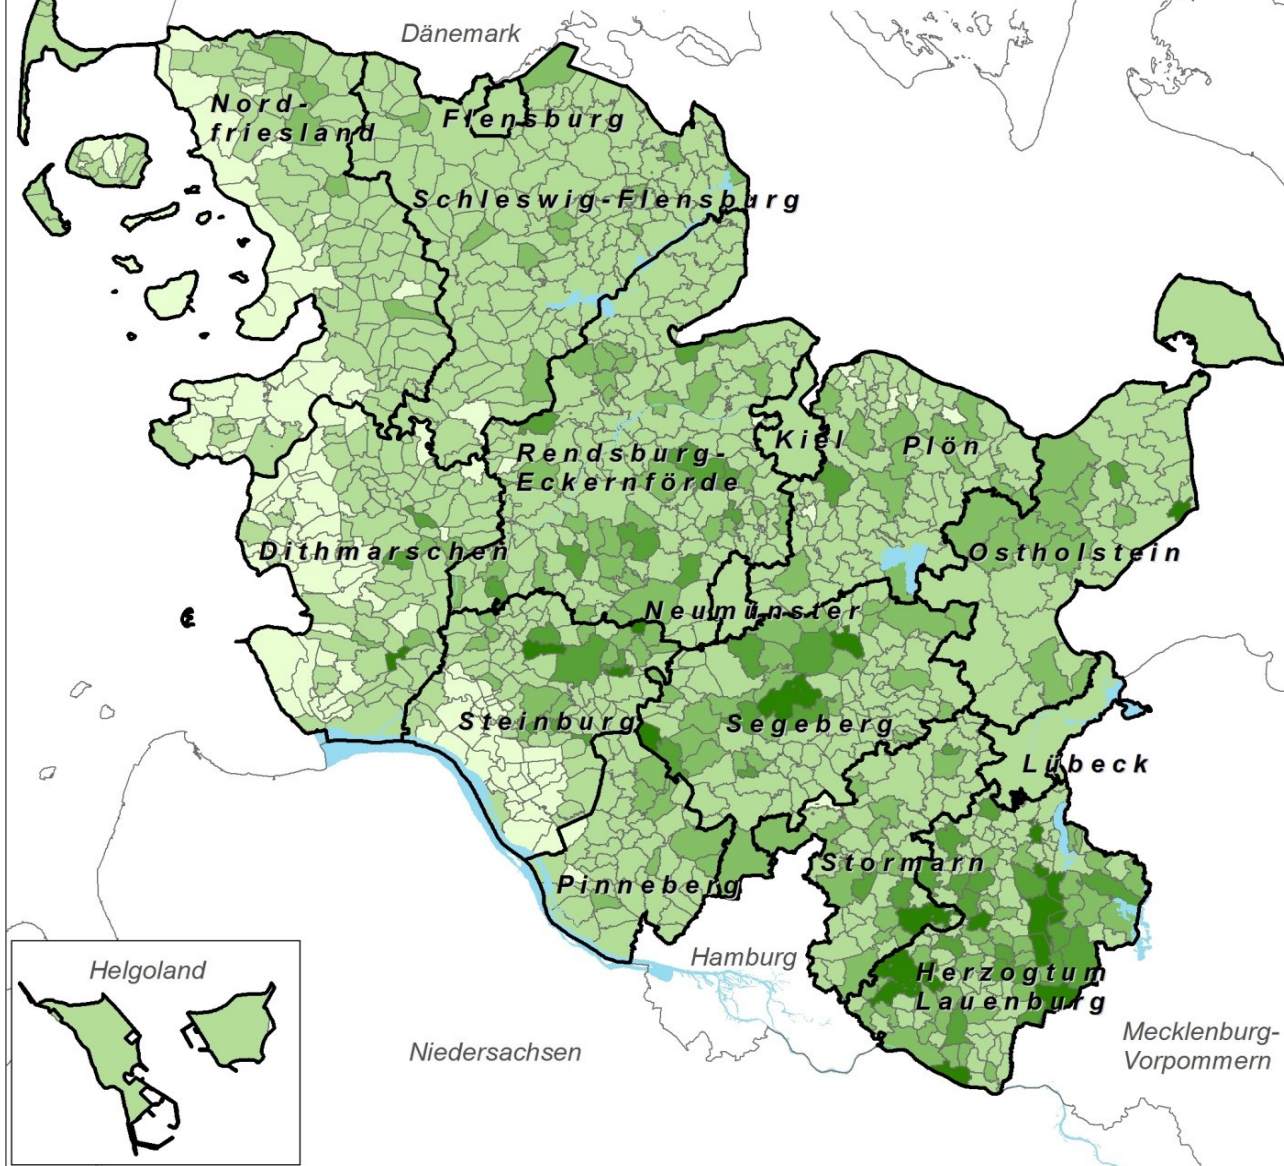 Dänemark
Nord-
friesland
Flensburg
Schleswig-Flensburg
Kiel
Plön
Rendsburg-
Eckernförde
Dithmarschen
Ostholstein
Neumünster
Steinburg
Segeberg
Lübeck
Stormarn
Pinneberg
Hamburg
Helgoland
Herzogtum
Lauenburg
Niedersachsen
Mecklenburg-
Vorpommern